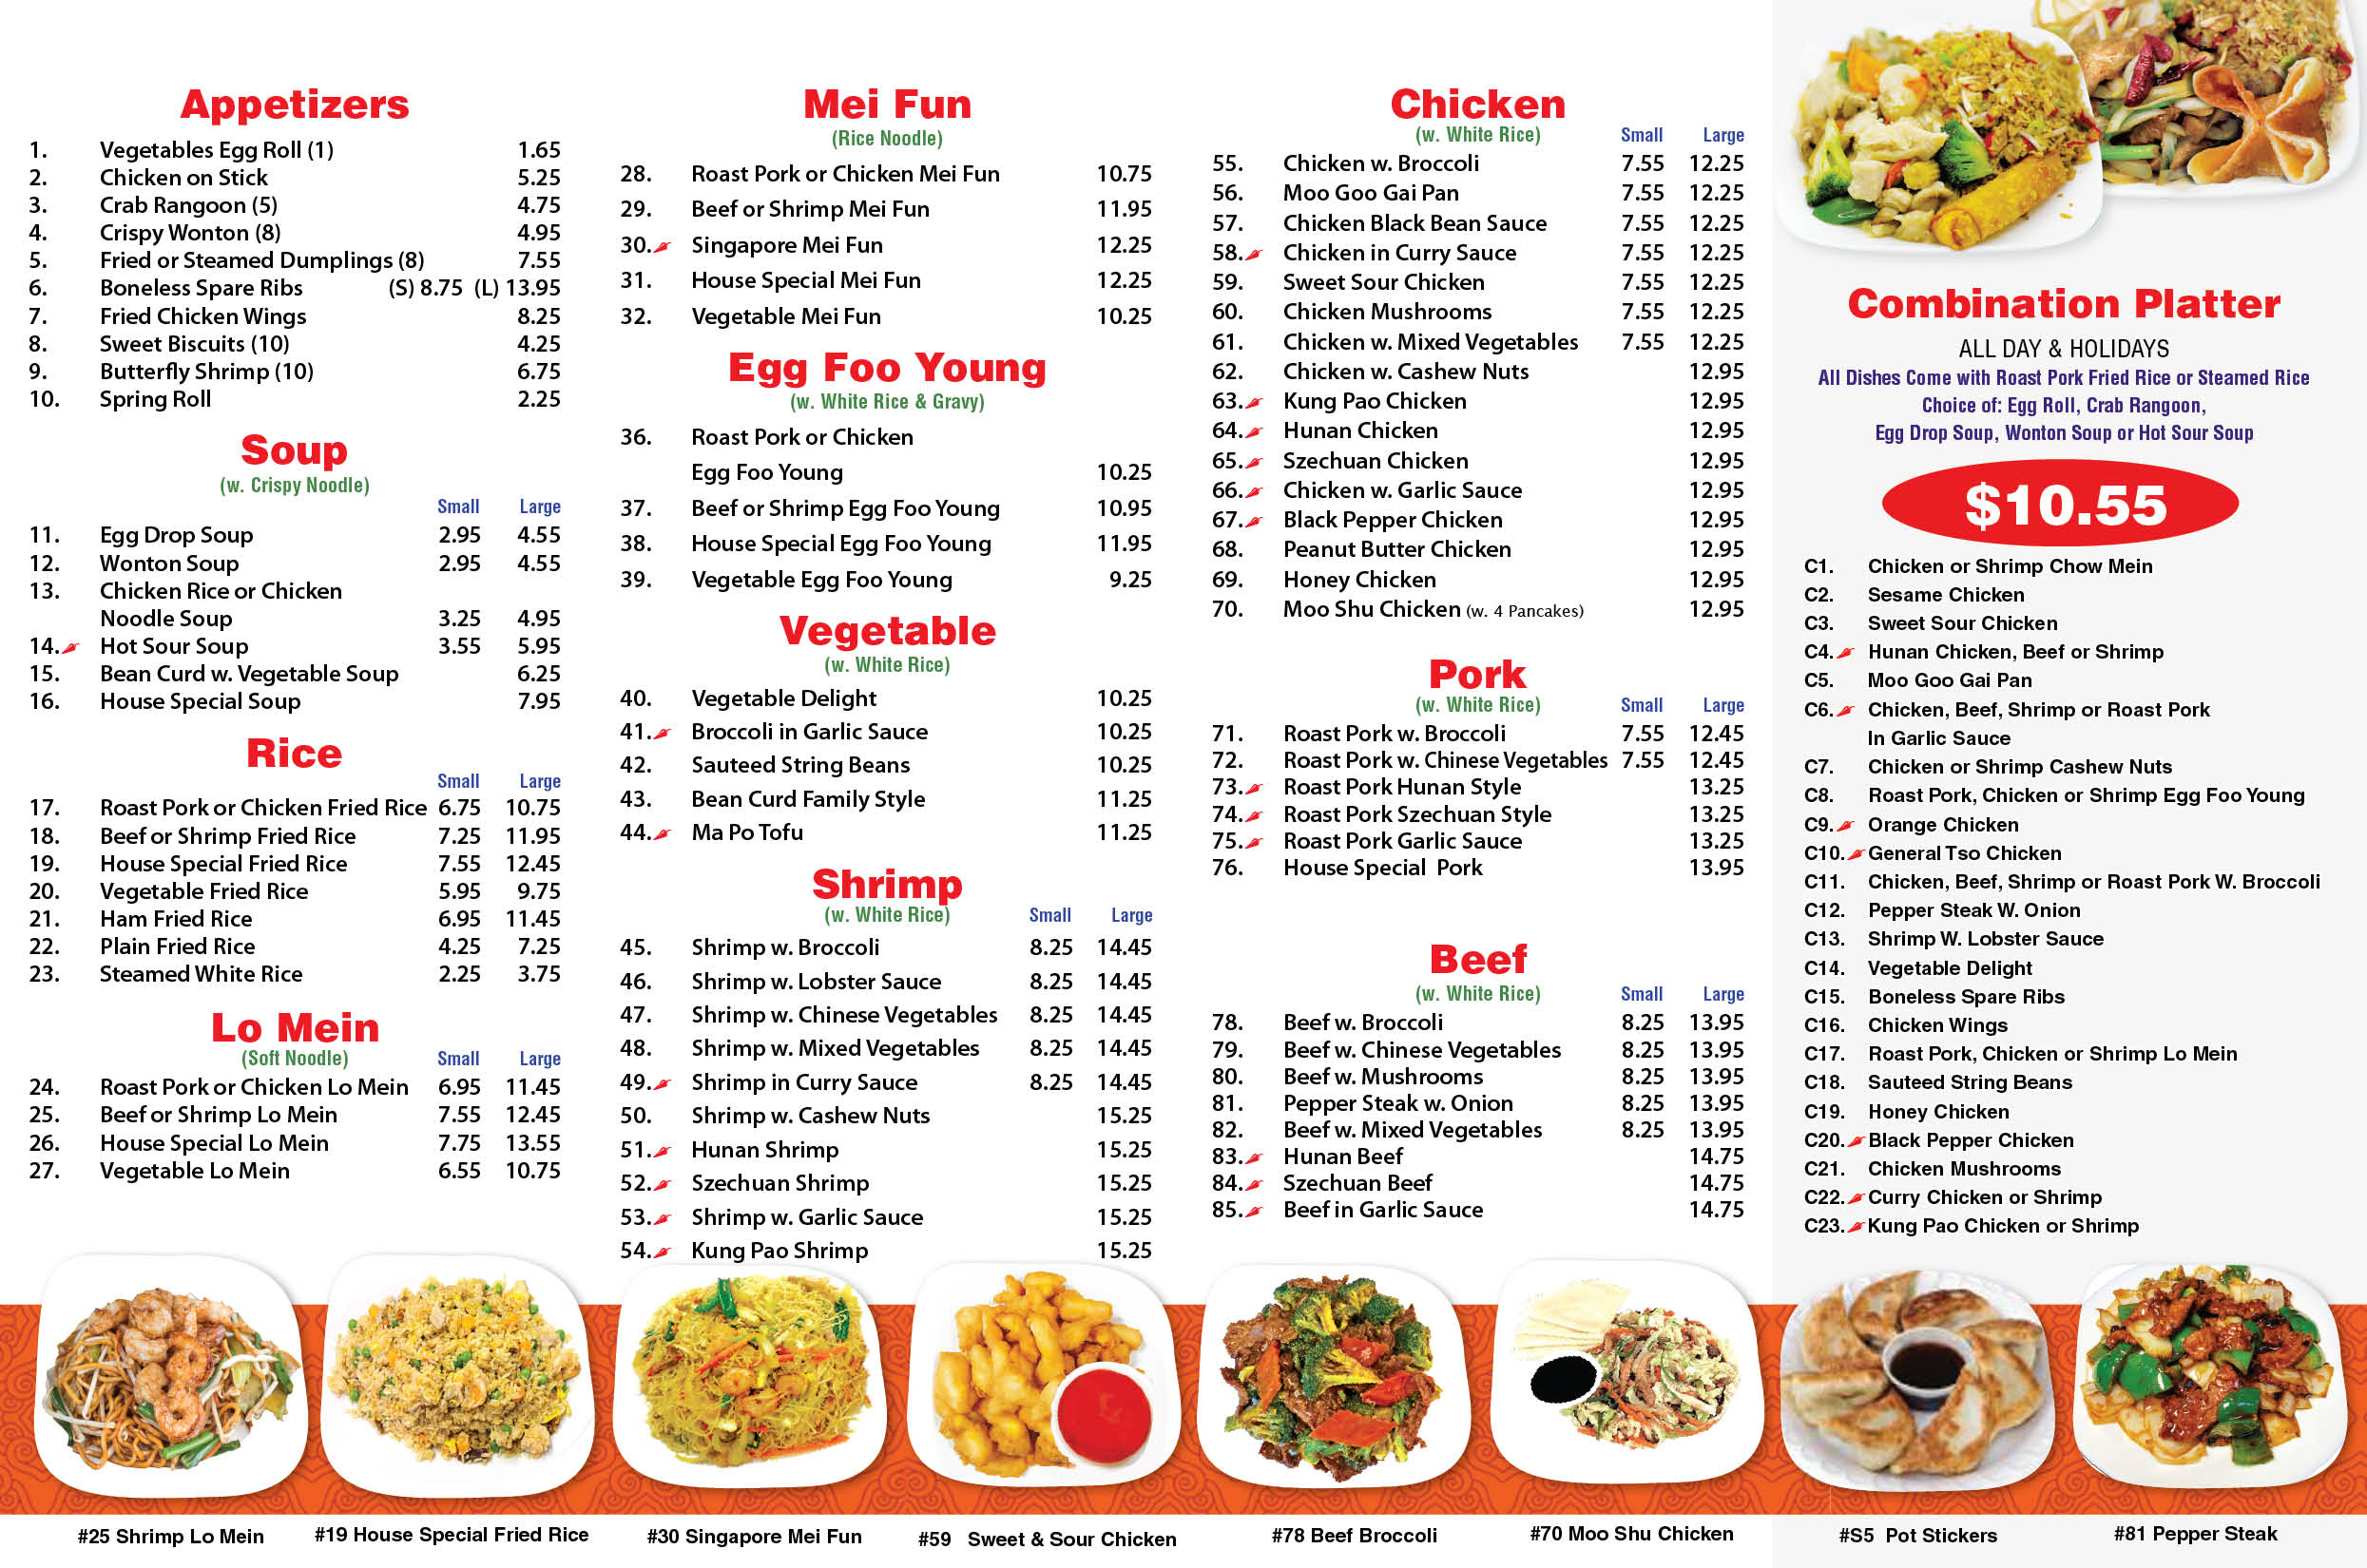 Appetizers
1. Vegetables Egg Roll (1) 1.65
2. Chicken on Stick 5.25
3. Crab Rangoon (5) 4.75
4. Crispy Wonton (8) 4.95
5. Fried or Steamed Dumplings (8) 7.55
6. Boneless Spare Ribs (S) 8.75 (L) 13.95
7. Fried Chicken Wings 8.25
8. Sweet Biscuits (10) 4.25
9. Butterfly Shrimp (10) 6.75
10. Spring Roll 2.25
Soup
(w. Crispy Noodle)
Small Large
11. Egg Drop Soup 2.95 4.55
12. Wonton Soup 2.95 4.55
13. Chicken Rice or Chicken
Noodle Soup 3.25 4.95
14. Hot Sour Soup 3.55 5.95
15. Bean Curd w. Vegetable Soup 6.25
16. House Special Soup 7.95
Rice
Small Large
17. Roast Pork or Chicken Fried Rice 6.75 10.75
18. Beef or Shrimp Fried Rice 7.25 11.95
19. House Special Fried Rice 7.55 12.45
20. Vegetable Fried Rice 5.95 9.75
21. Ham Fried Rice 6.95 11.45
22. Plain Fried Rice 4.25 7.25
23. Steamed White Rice 2.25 3.75
Lo Mein
(Soft Noodle) Small Large
24. Roast Pork or Chicken Lo Mein 6.95 11.45
25. Beef or Shrimp Lo Mein 7.55 12.45
26. House Special Lo Mein 7.75 13.55
27. Vegetable Lo Mein 6.55 10.75
Mei Fun
(Rice Noodle)
28. Roast Pork or Chicken Mei Fun 10.75
29. Beef or Shrimp Mei Fun 11.95
30. Singapore Mei Fun 12.25
31. House Special Mei Fun 12.25
32. Vegetable Mei Fun 10.25
Egg Foo Young
(w. White Rice & Gravy)
36. Roast Pork or Chicken
Egg Foo Young 10.25
37. Beef or Shrimp Egg Foo Young 10.95
38. House Special Egg Foo Young 11.95
39. Vegetable Egg Foo Young 9.25
Vegetable
(w. White Rice)
40. Vegetable Delight 10.25
41. Broccoli in Garlic Sauce 10.25
42. Sauteed String Beans 10.25
43. Bean Curd Family Style 11.25
44. Ma Po Tofu 11.25
Shrimp
(w. White Rice) Small Large
45. Shrimp w. Broccoli 8.25 14.45
46. Shrimp w. Lobster Sauce 8.25 14.45
47. Shrimp w. Chinese Vegetables 8.25 14.45
48. Shrimp w. Mixed Vegetables 8.25 14.45
49. Shrimp in Curry Sauce 8.25 14.45
50. Shrimp w. Cashew Nuts 15.25
51. Hunan Shrimp 15.25
52. Szechuan Shrimp 15.25
53. Shrimp w. Garlic Sauce 15.25
54. Kung Pao Shrimp 15.25
Chicken
(w. White Rice) Small Large
55. Chicken w. Broccoli 7.55 12.25
56. Moo Goo Gai Pan 7.55 12.25
57. Chicken Black Bean Sauce 7.55 12.25
58. Chicken in Curry Sauce 7.55 12.25
59. Sweet Sour Chicken 7.55 12.25
60. Chicken Mushrooms 7.55 12.25
61. Chicken w. Mixed Vegetables 7.55 12.25
62. Chicken w. Cashew Nuts 12.95
63. Kung Pao Chicken 12.95
64. Hunan Chicken 12.95
65. Szechuan Chicken 12.95
66. Chicken w. Garlic Sauce 12.95
67. Black Pepper Chicken 12.95
68. Peanut Butter Chicken 12.95
69. Honey Chicken 12.95
70. Moo Shu Chicken (w. 4 Pancakes) 12.95
Pork
(w. White Rice) Small Large
71. Roast Pork w. Broccoli 7.55 12.45
72. Roast Pork w. Chinese Vegetables 7.55 12.45
73. Roast Pork Hunan Style 13.25
74. Roast Pork Szechuan Style 13.25
75. Roast Pork Garlic Sauce 13.25
76. House Special Pork 13.95
Beef
(w. White Rice) Small Large
78. Beef w. Broccoli 8.25 13.95
79. Beef w. Chinese Vegetables 8.25 13.95
80. Beef w. Mushrooms 8.25 13.95
81. Pepper Steak w. Onion 8.25 13.95
82. Beef w. Mixed Vegetables 8.25 13.95
83. Hunan Beef 14.75
84. Szechuan Beef 14.75
85. Beef in Garlic Sauce 14.75
Combination Platter
ALL DAY & HOLIDAYS
All Dishes Come with Roast Pork Fried Rice or Steamed Rice
Choice of: Egg Roll, Crab Rangoon,
Egg Drop Soup, Wonton Soup or Hot Sour Soup
$10.55
C1. Chicken or Shrimp Chow Mein
C2. Sesame Chicken
C3. Sweet Sour Chicken
C4. Hunan Chicken, Beef or Shrimp
C5. Moo Goo Gai Pan
C6. Chicken, Beef, Shrimp or Roast Pork
In Garlic Sauce
C7. Chicken or Shrimp Cashew Nuts
C8. Roast Pork, Chicken or Shrimp Egg Foo Young
C9. Orange Chicken
C10. General Tso Chicken
C11. Chicken, Beef, Shrimp or Roast Pork W. Broccoli
C12. Pepper Steak W. Onion
C13. Shrimp W. Lobster Sauce
C14. Vegetable Delight
C15. Boneless Spare Ribs
C16. Chicken Wings
C17. Roast Pork, Chicken or Shrimp Lo Mein
C18. Sauteed String Beans
C19. Honey Chicken
C20. Black Pepper Chicken
C21. Chicken Mushrooms
C22. Curry Chicken or Shrimp
C23. Kung Pao Chicken or Shrimp
#25 Shrimp Lo Mein
#19 House Special Fried Rice
#30 Singapore Mei Fun
#59 Sweet & Sour Chicken
#78 Beef Broccoli
#70 Moo Shu Chicken
#S5 Pot Stickers
#81 Pepper Steak